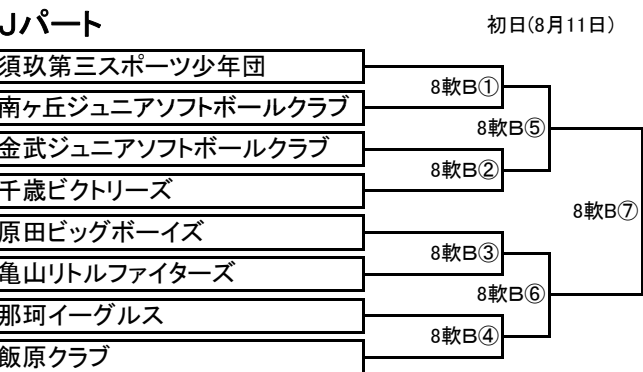 Jパート
初日(8月11日)
須玖第三スポーツ少年団
8軟B①
南ヶ丘ジュニアソフトボールクラブ
8軟B⑤
金武ジュニアソフトボールクラブ
8軟B②
千歳ビクトリーズ
8軟B⑦
原田ビッグボーイズ
8軟B③
亀山リトルファイターズ
8軟B⑥
那珂イーグルス
8軟B④
飯原クラブ